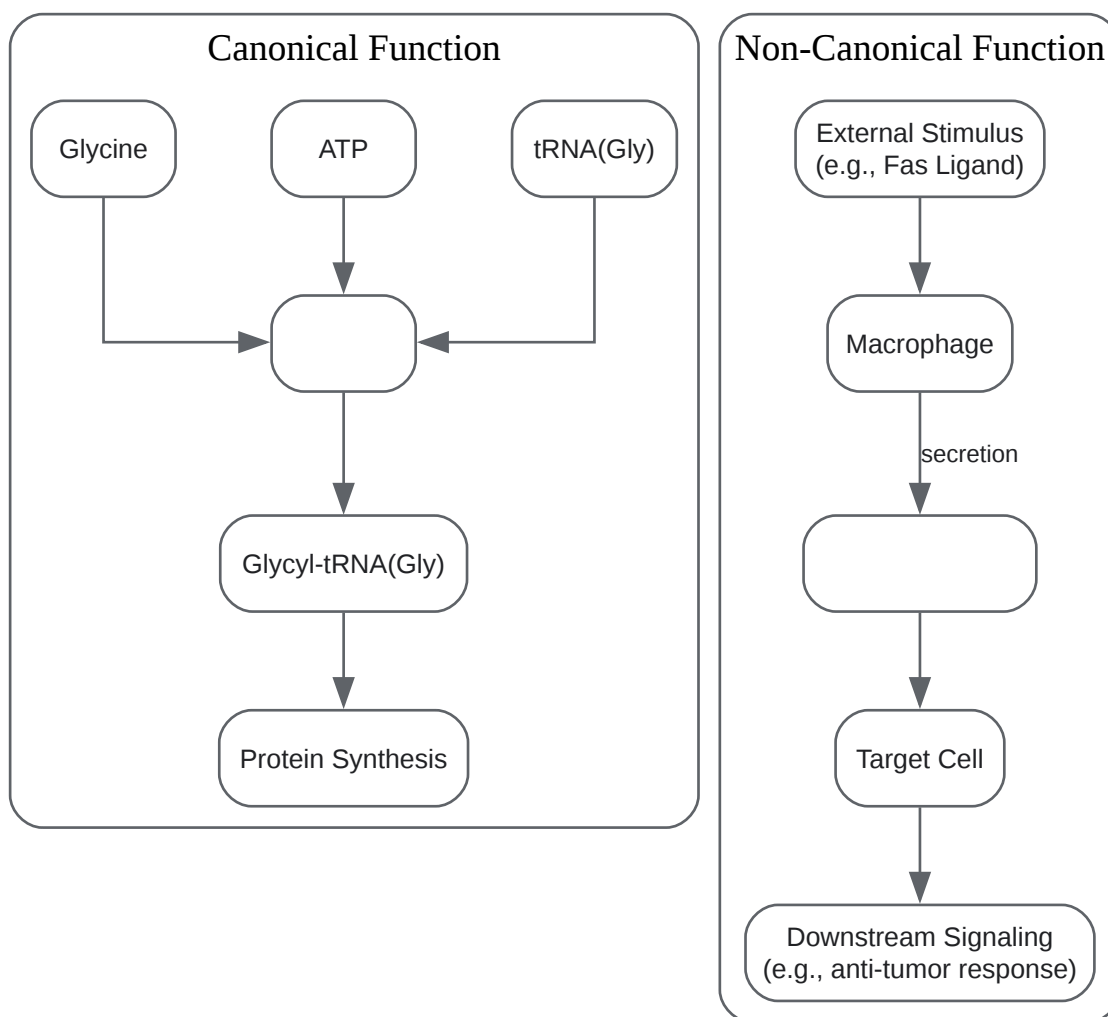 Canonical Function
Glycine
ATP
tRNA(Gly)
Glycyl-tRNA(Gly)
Protein Synthesis
Non-Canonical Function
External Stimulus
(e.g., Fas Ligand)
Macrophage
secretion
Target Cell
Downstream Signaling
(e.g., anti-tumor response)